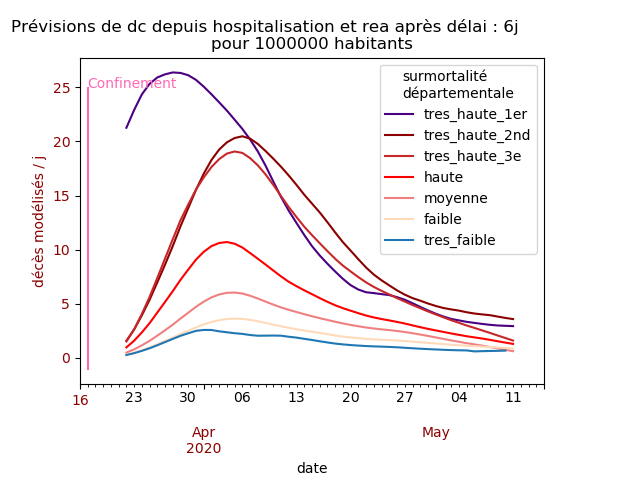 Prévisions de dc depuis hospitalisation et rea après délai : 6j
pour 1000000 habitants
Confinement
surmortalité
départementale
tres_haute_1er
tres_haute_2nd
tres_haute_3e
haute
moyenne
faible
tres_faible
décès modélisés / j
25
20
15
10
5
0
16
23
30
06
13
20
27
04
11
Apr
2020
May
date